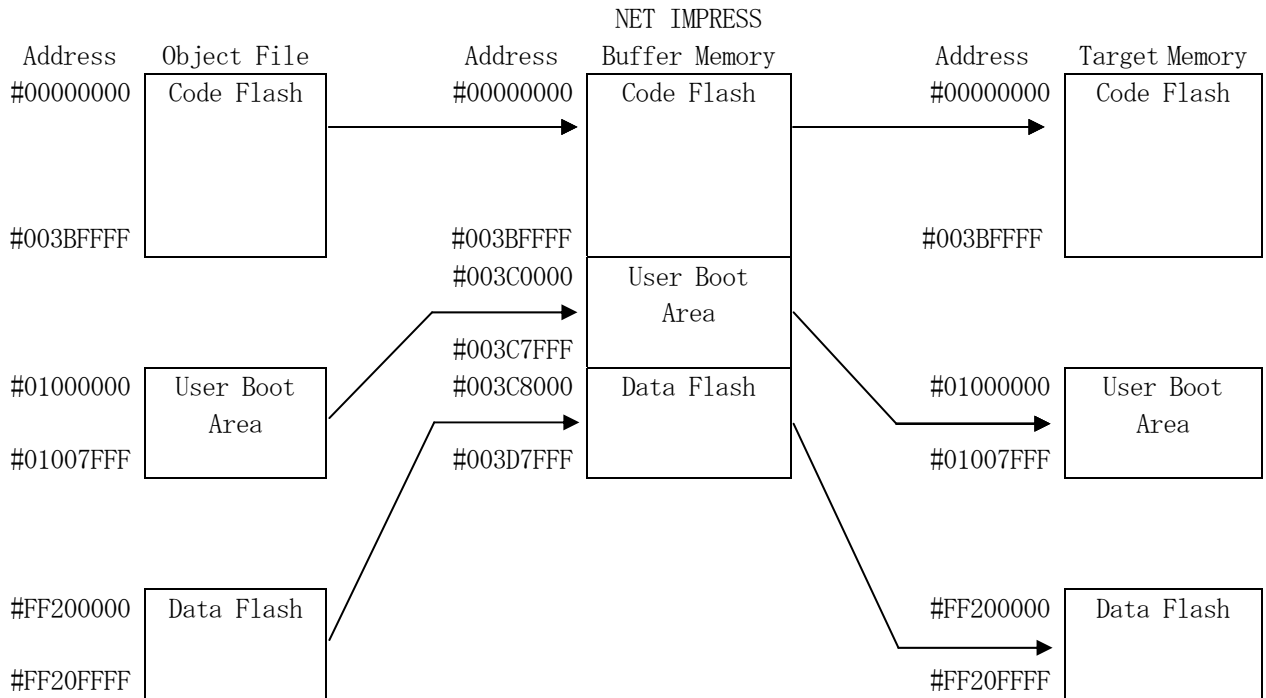 NET IMPRESS
Address Object File Address Buffer Memory Address Target Memory
#00000000 Code Flash #00000000 Code Flash #00000000 Code Flash
#003BFFFF #003BFFFF #003BFFFF
#003C0000 User Boot
Area
#003C7FFF
#01000000 User Boot #003C8000 Data Flash #01000000 User Boot
Area Area
#01007FFF #003D7FFF #01007FFF
#FF200000 Data Flash #FF200000 Data Flash
#FF20FFFF #FF20FFFF